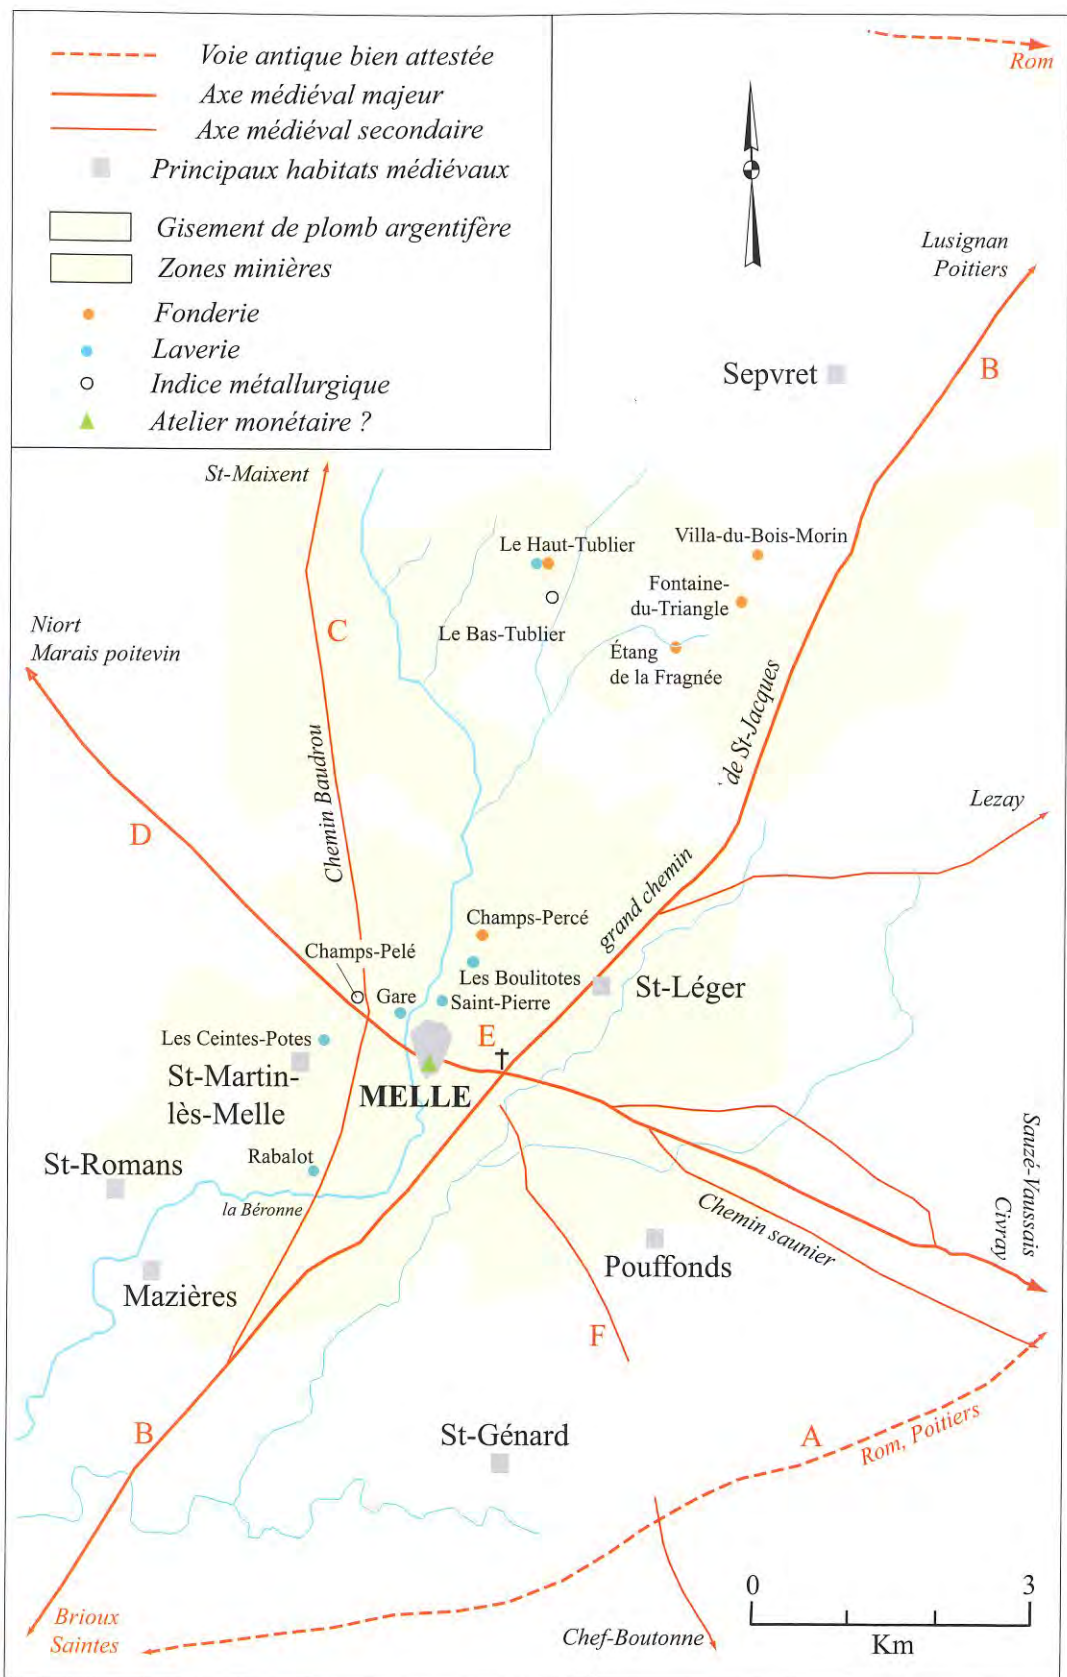 Voie antique bien attestée
Axe médiéval majeur
Axe médiéval secondaire
Principaux habitats médiévaux
Gisement de plomb argentifère
Zones minières
Fonderie
Laverie
Indice métallurgique
Atelier monétaire ?
Rom
Lusignan
Poitiers
B
Sepvret
St-Maixent
Villa-du-Bois-Morin
Le Haut-Tublier
Fontaine-
du-Triangle
Le Bas-Tublier
Étang
de la Fragnée
Niort
Marais poitevin
C
Chemin Baudrou
D
de St-Jacques
grand chemin
Lezay
Champs-Percé
Champs-Pelé
Les Boulitotes
St-Léger
Gare
Saint-Pierre
Les Ceintes-Potes
E
St-Martin-
lès-Melle
MELLE
St-Romans
Rabalot
la Béronne
Chemin saunier
Sauzé-Vaussais
Civray
Mazières
Pouffonds
F
B
St-Génard
A
Rom, Poitiers
Brioux
Saintes
Chef-Boutonne
0 3
Km